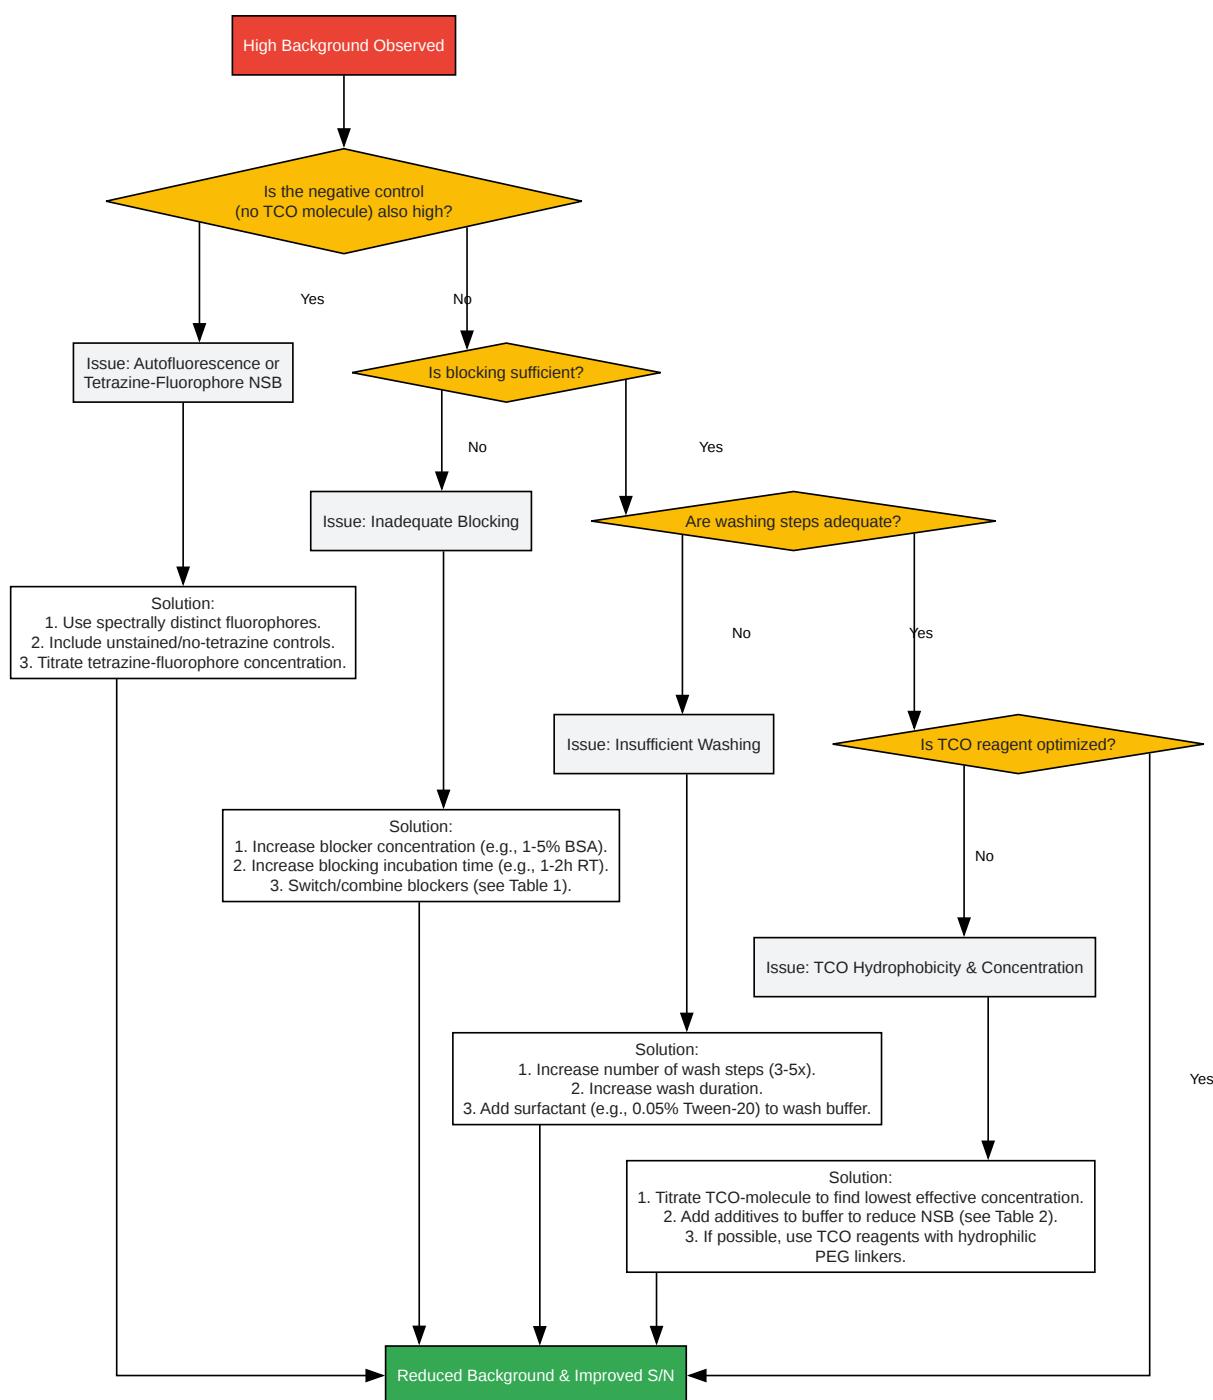 High Background Observed
Is the negative control
(no TCO molecule) also high?
Yes
No
Issue: Autofluorescence or
Tetrazine-Fluorophore NSB
Is blocking sufficient?
No
Yes
Issue: Inadequate Blocking
Are washing steps adequate?
Solution:
1. Use spectrally distinct fluorophores.
2. Include unstained/no-tetrazine controls.
3. Titrate tetrazine-fluorophore concentration.
No
Yes
Issue: Insufficient Washing
Is TCO reagent optimized?
Solution:
1. Increase blocker concentration (e.g., 1-5% BSA).
2. Increase blocking incubation time (e.g., 1-2h RT).
3. Switch/combine blockers (see Table 1).
No
Issue: TCO Hydrophobicity & Concentration
Solution:
1. Increase number of wash steps (3-5x).
2. Increase wash duration.
3. Add surfactant (e.g., 0.05% Tween-20) to wash buffer.
Yes
Solution:
1. Titrate TCO-molecule to find lowest effective concentration.
2. Add additives to buffer to reduce NSB (see Table 2).
3. If possible, use TCO reagents with hydrophilic
PEG linkers.
Reduced Background & Improved S/N